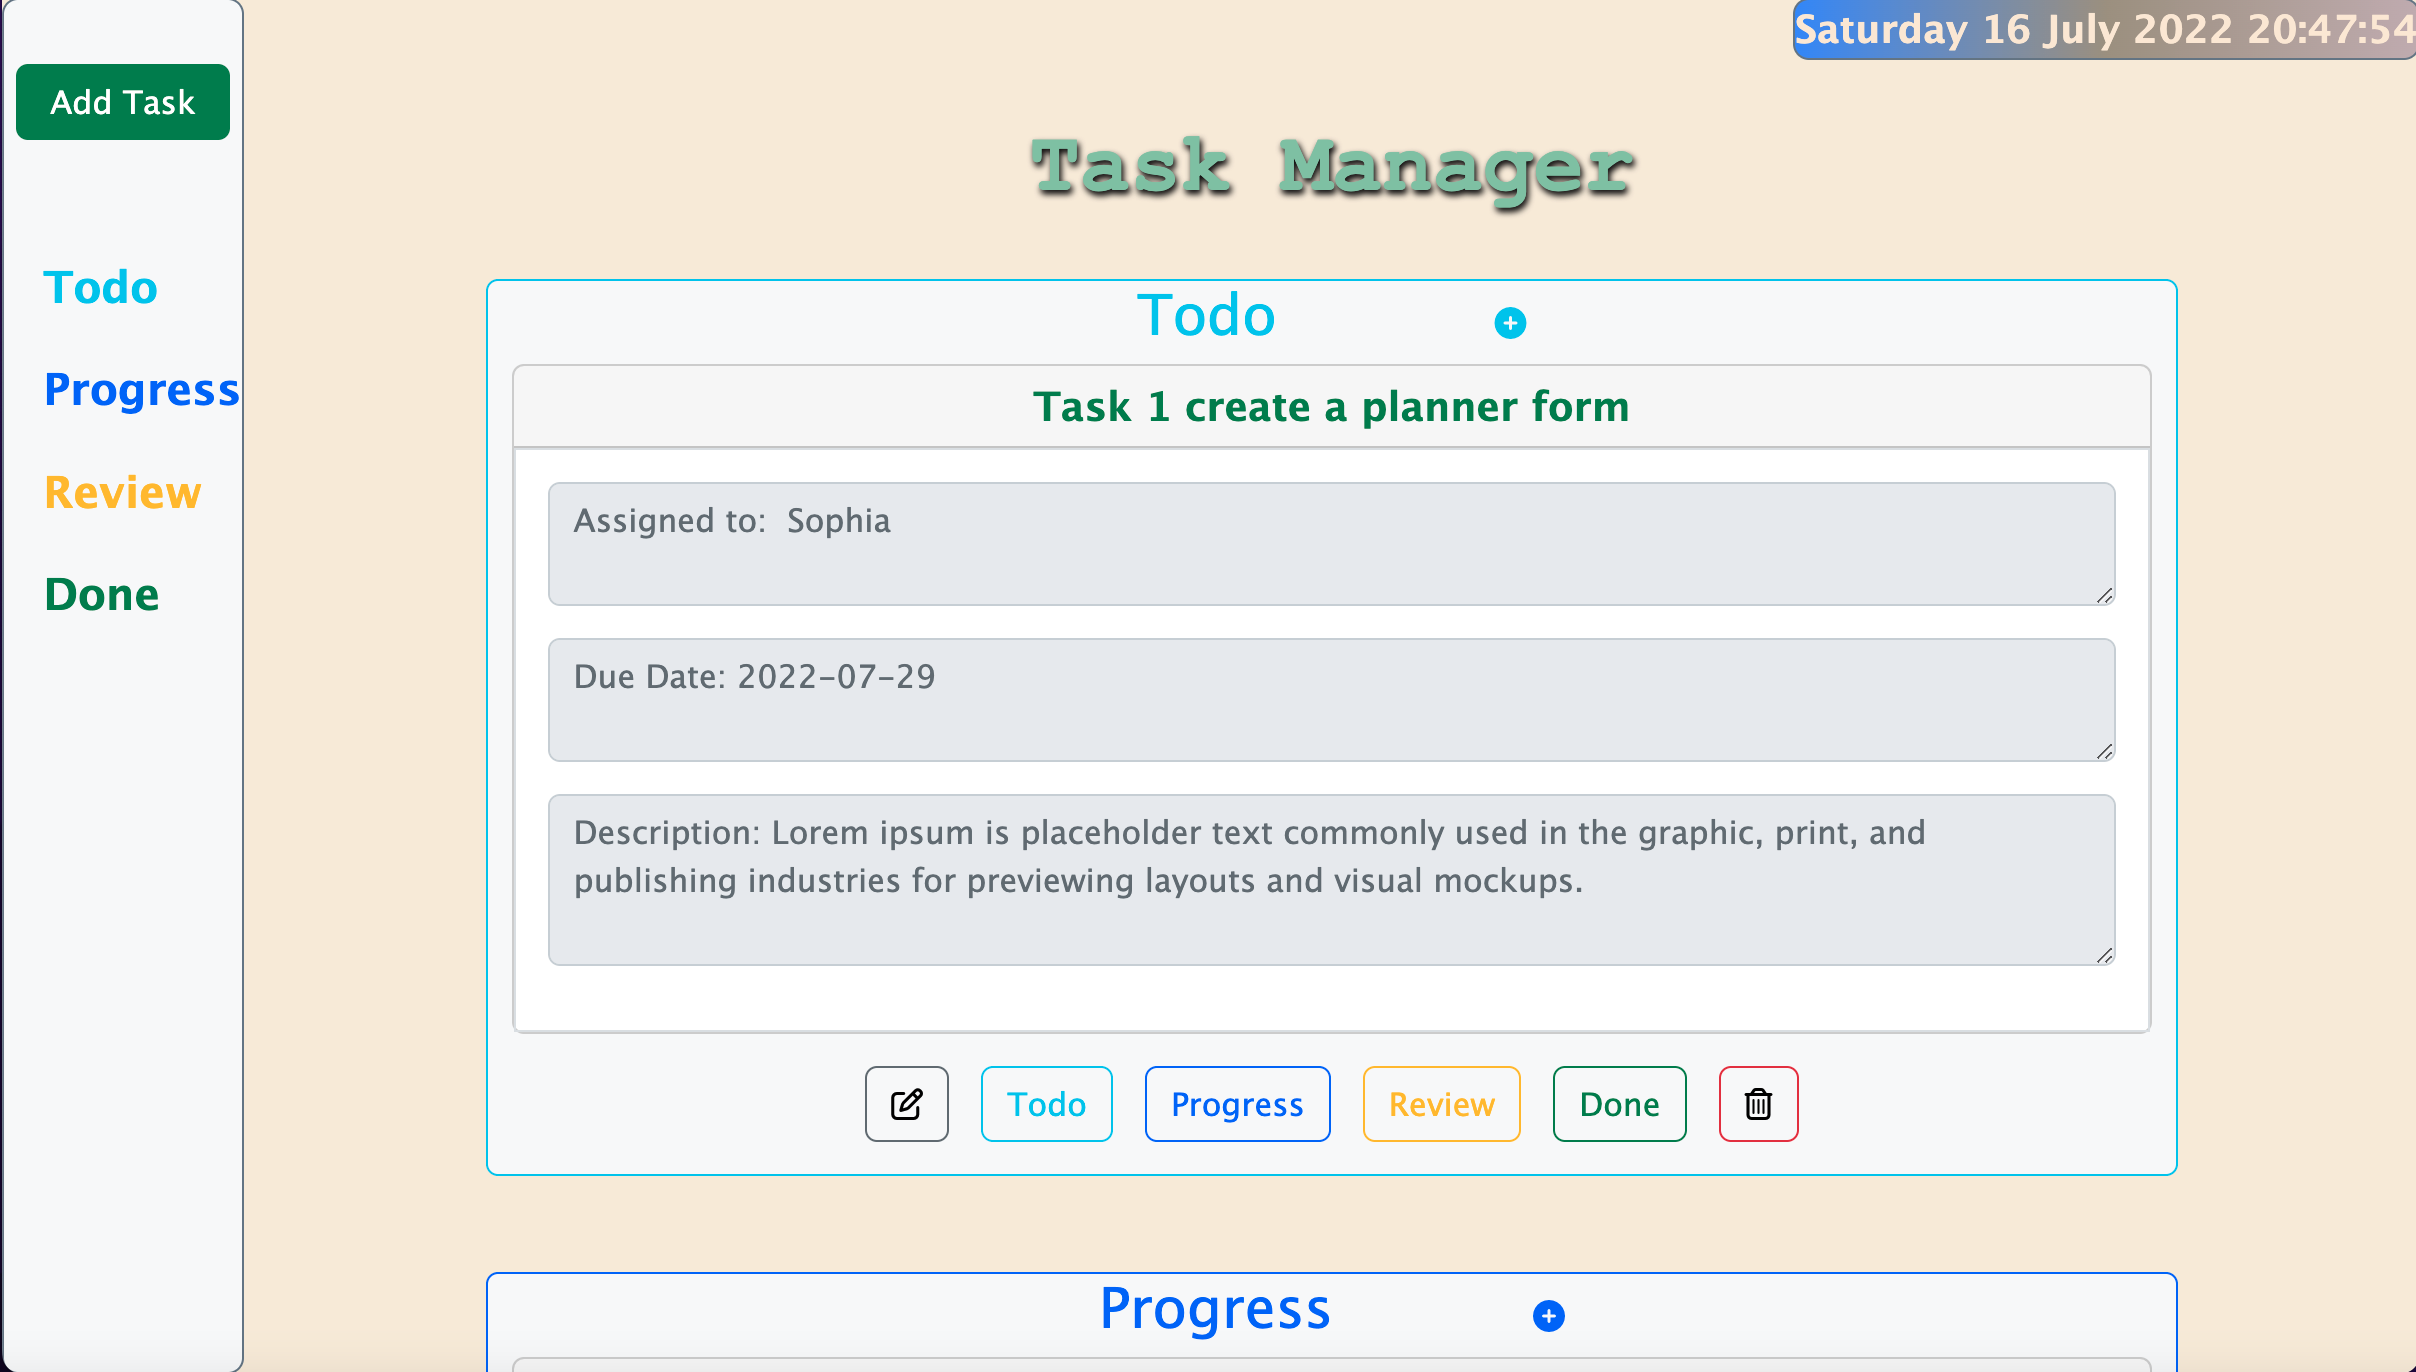 Saturday 16 July 2022 20:47:54
Add Task
Task Manager
Todo
Progress
Review
Done
Todo
Task 1 create a planner form
Assigned to:  Sophia
Due Date: 2022-07-29
Description: Lorem ipsum is placeholder text commonly used in the graphic, print, and
publishing industries for previewing layouts and visual mockups.
Todo
Progress
Review
Done
Progress